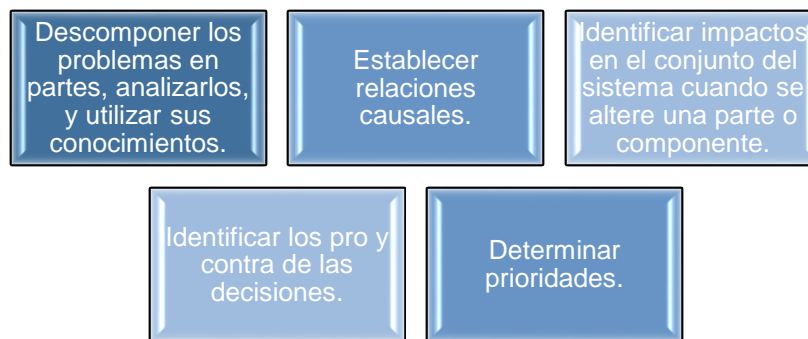 Descomponer los
problemas en
partes, analizarlos,
y utilizar sus
conocimientos.
Establecer
relaciones
causales.
Identificar impactos
en el conjunto del
sistema cuando se
altere una parte o
componente.
Identificar los pro y
contra de las
decisiones.
Determinar
prioridades.